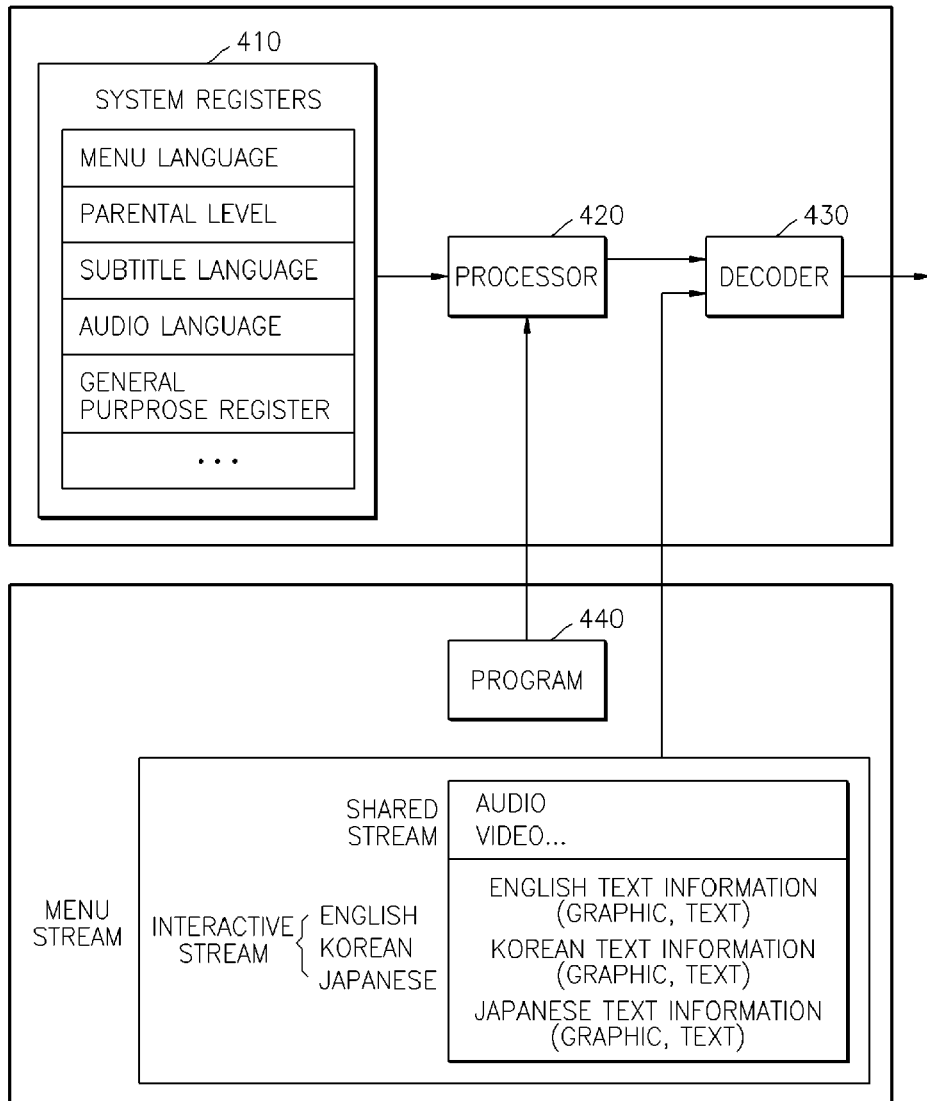 410
SYSTEM REGISTERS
MENU LANGUAGE
PARENTAL LEVEL
SUBTITLE LANGUAGE
AUDIO LANGUAGE
GENERAL
PURPROSE REGISTER
...
420
PROCESSOR
430
DECODER
440
PROGRAM
MENU
STREAM
SHARED
STREAM
AUDIO
VIDEO...
INTERACTIVE
STREAM
ENGLISH
KOREAN
JAPANESE
ENGLISH TEXT INFORMATION
(GRAPHIC, TEXT)
KOREAN TEXT INFORMATION
(GRAPHIC, TEXT)
JAPANESE TEXT INFORMATION
(GRAPHIC, TEXT)